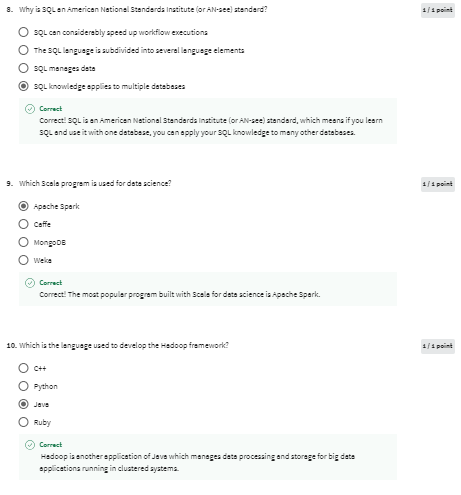 8. Why is SQL an American National Standards Institute (or AN-see) standard?
1 / 1 point
SQL can considerably speed up workflow executions
The SQL language is subdivided into several language elements
SQL manages data
SQL knowledge applies to multiple databases
Correct
Correct! SQL is an American National Standards Institute (or AN-see) standard, which means if you learn
SQL and use it with one database, you can apply your SQL knowledge to many other databases.
9. Which Scala program is used for data science?
1 / 1 point
Apache Spark
Caffe
MongoDB
Weka
Correct
Correct! The most popular program built with Scala for data science is Apache Spark.
10. Which is the language used to develop the Hadoop framework?
1 / 1 point
C++
Python
Java
Ruby
Correct
Hadoop is another application of Java which manages data processing and storage for big data
applications running in clustered systems.